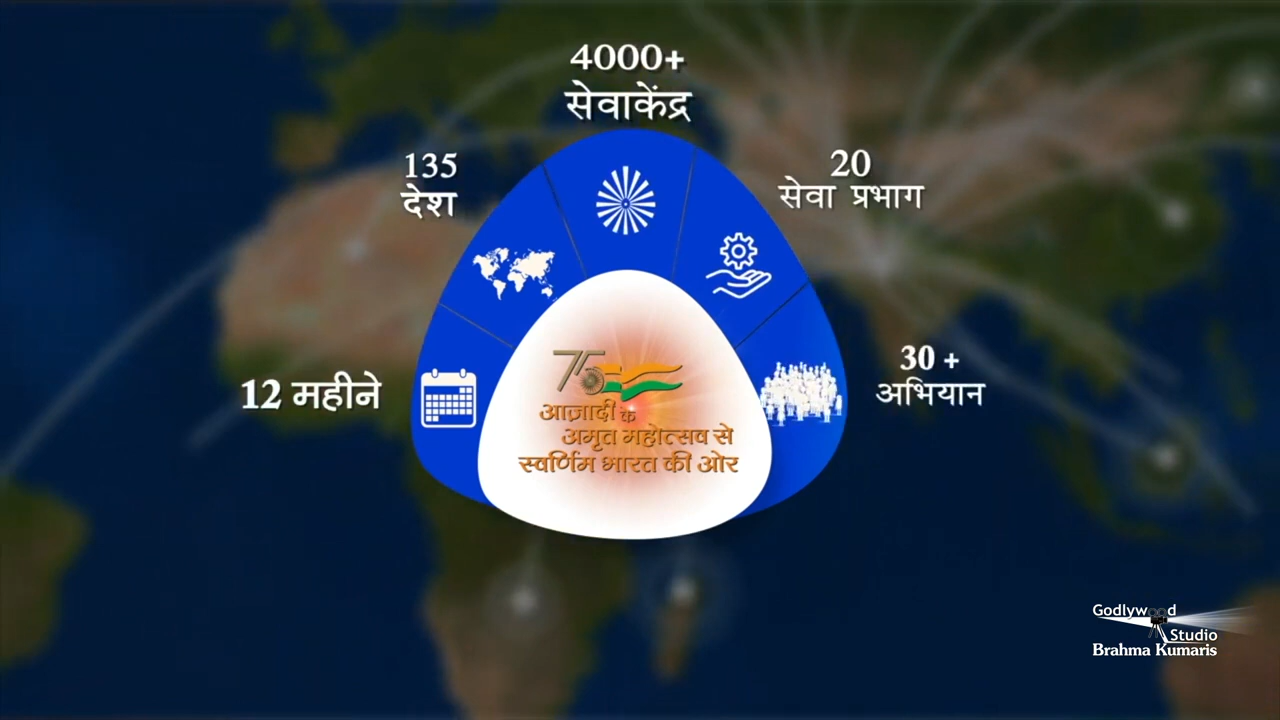 4000+
सेवाकेंद्र
135
देश
20
सेवा प्रभाग
12 महीने
30 +
अभियान
75
आज़ादी के
अमृत महोत्सव से
स्वर्णिम भारत की ओर
Godlywood
Studio
Brahma Kumaris